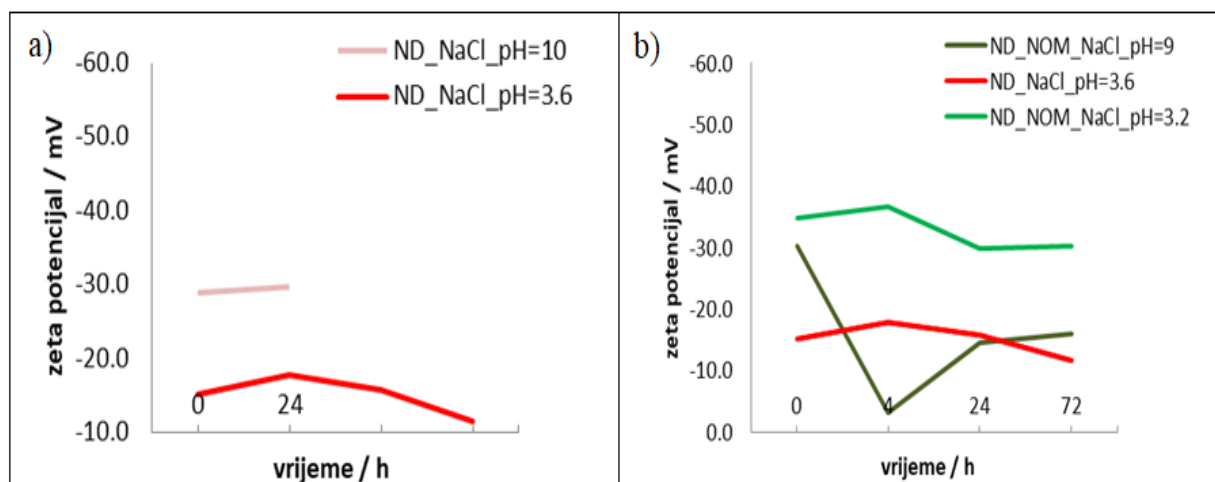 a)
ND_NaCl_pH=10
ND_NaCl_pH=3.6
-60.0
-50.0
-40.0
-30.0
-20.0
-10.0
zeta potencijal / mV
0 24
vrijeme / h
b)
ND_NOM_NaCl_pH=9
ND_NaCl_pH=3.6
ND_NOM_NaCl_pH=3.2
-60.0
-50.0
-40.0
-30.0
-20.0
-10.0
0.0
zeta potencijal / mV
0 4 24 72
vrijeme / h